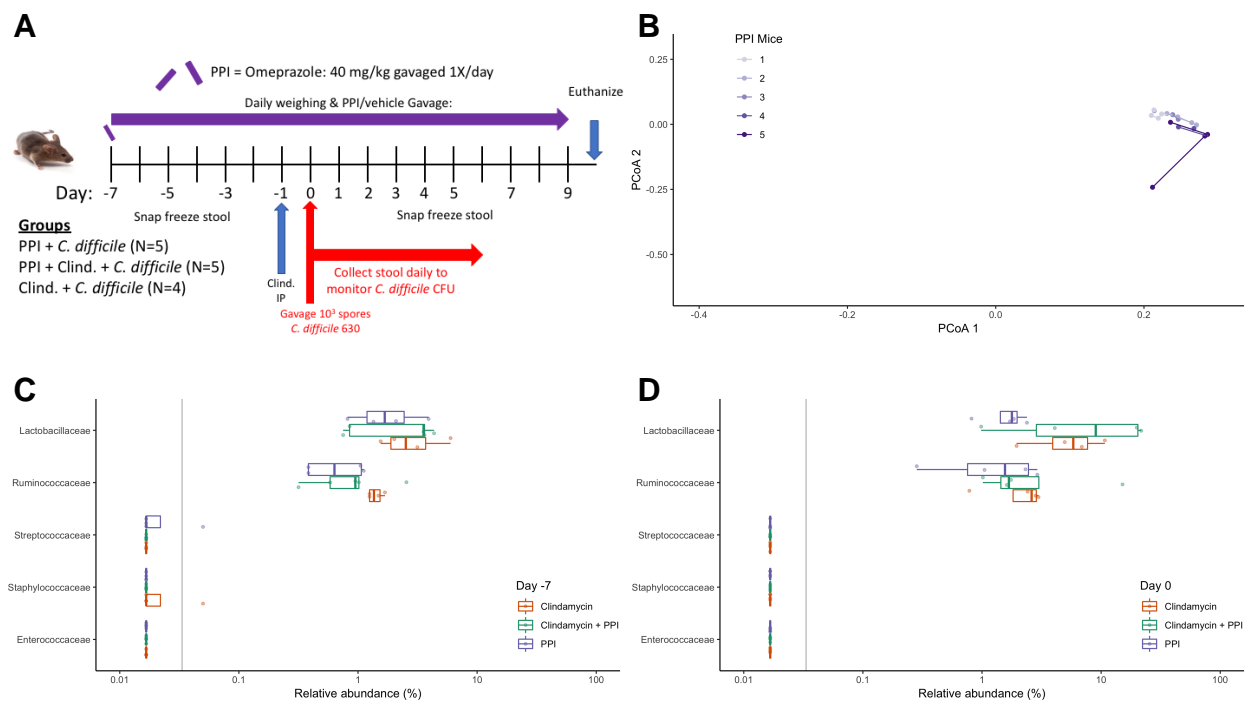 A
PPI = Omeprazole: 40 mg/kg gavaged 1X/day
Daily weighing & PPI/vehicle Gavage:
Euthanize
Day: -7 -5 -3 -1 0 1 2 3 4 5 7 9
Snap freeze stool
Snap freeze stool
Groups
PPI + C. difficile (N=5)
PPI + Clind. + C. difficile (N=5)
Clind. + C. difficile (N=4)
Clind.
IP
Collect stool daily to
monitor C. difficile CFU
Gavage 10³ spores
C. difficile 630
B
PPI Mice
1
2
3
4
5
0.25
0.00
-0.25
-0.50
PCoA 2
-0.4 -0.2 0.0 0.2
PCoA 1
C
Lactobacillaceae
Ruminococcaceae
Streptococcaceae
Staphylococcaceae
Enterococcaceae
Day -7
Clindamycin
Clindamycin + PPI
PPI
0.01 0.1 1 10 100
Relative abundance (%)
D
Lactobacillaceae
Ruminococcaceae
Streptococcaceae
Staphylococcaceae
Enterococcaceae
Day 0
Clindamycin
Clindamycin + PPI
PPI
0.01 0.1 1 10 100
Relative abundance (%)